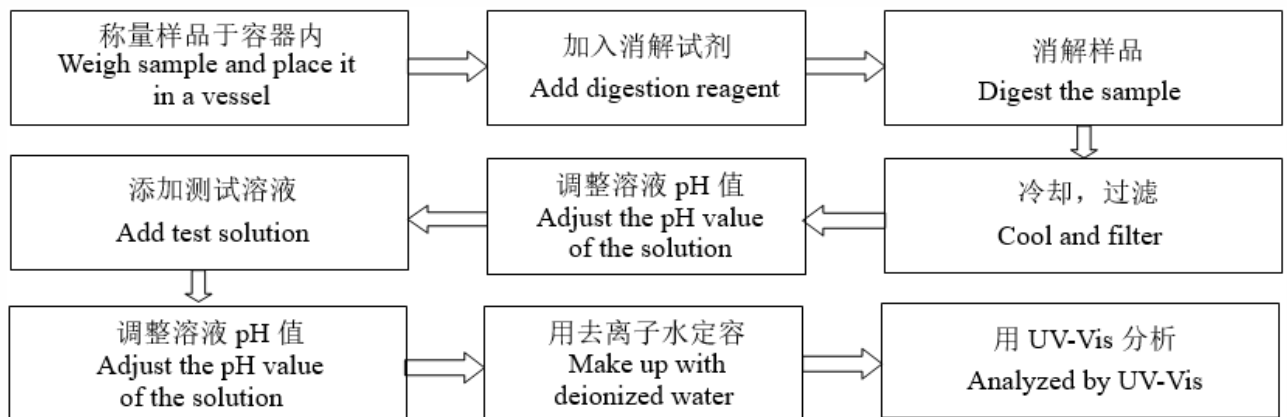 称量样品于容器内
Weigh sample and place it
in a vessel
加入消解试剂
Add digestion reagent
消解样品
Digest the sample
冷却，过滤
Cool and filter
调整溶液 pH 值
Adjust the pH value
of the solution
添加测试溶液
Add test solution
调整溶液 pH 值
Adjust the pH value
of the solution
用去离子水定容
Make up with
deionized water
用 UV-Vis 分析
Analyzed by UV-Vis